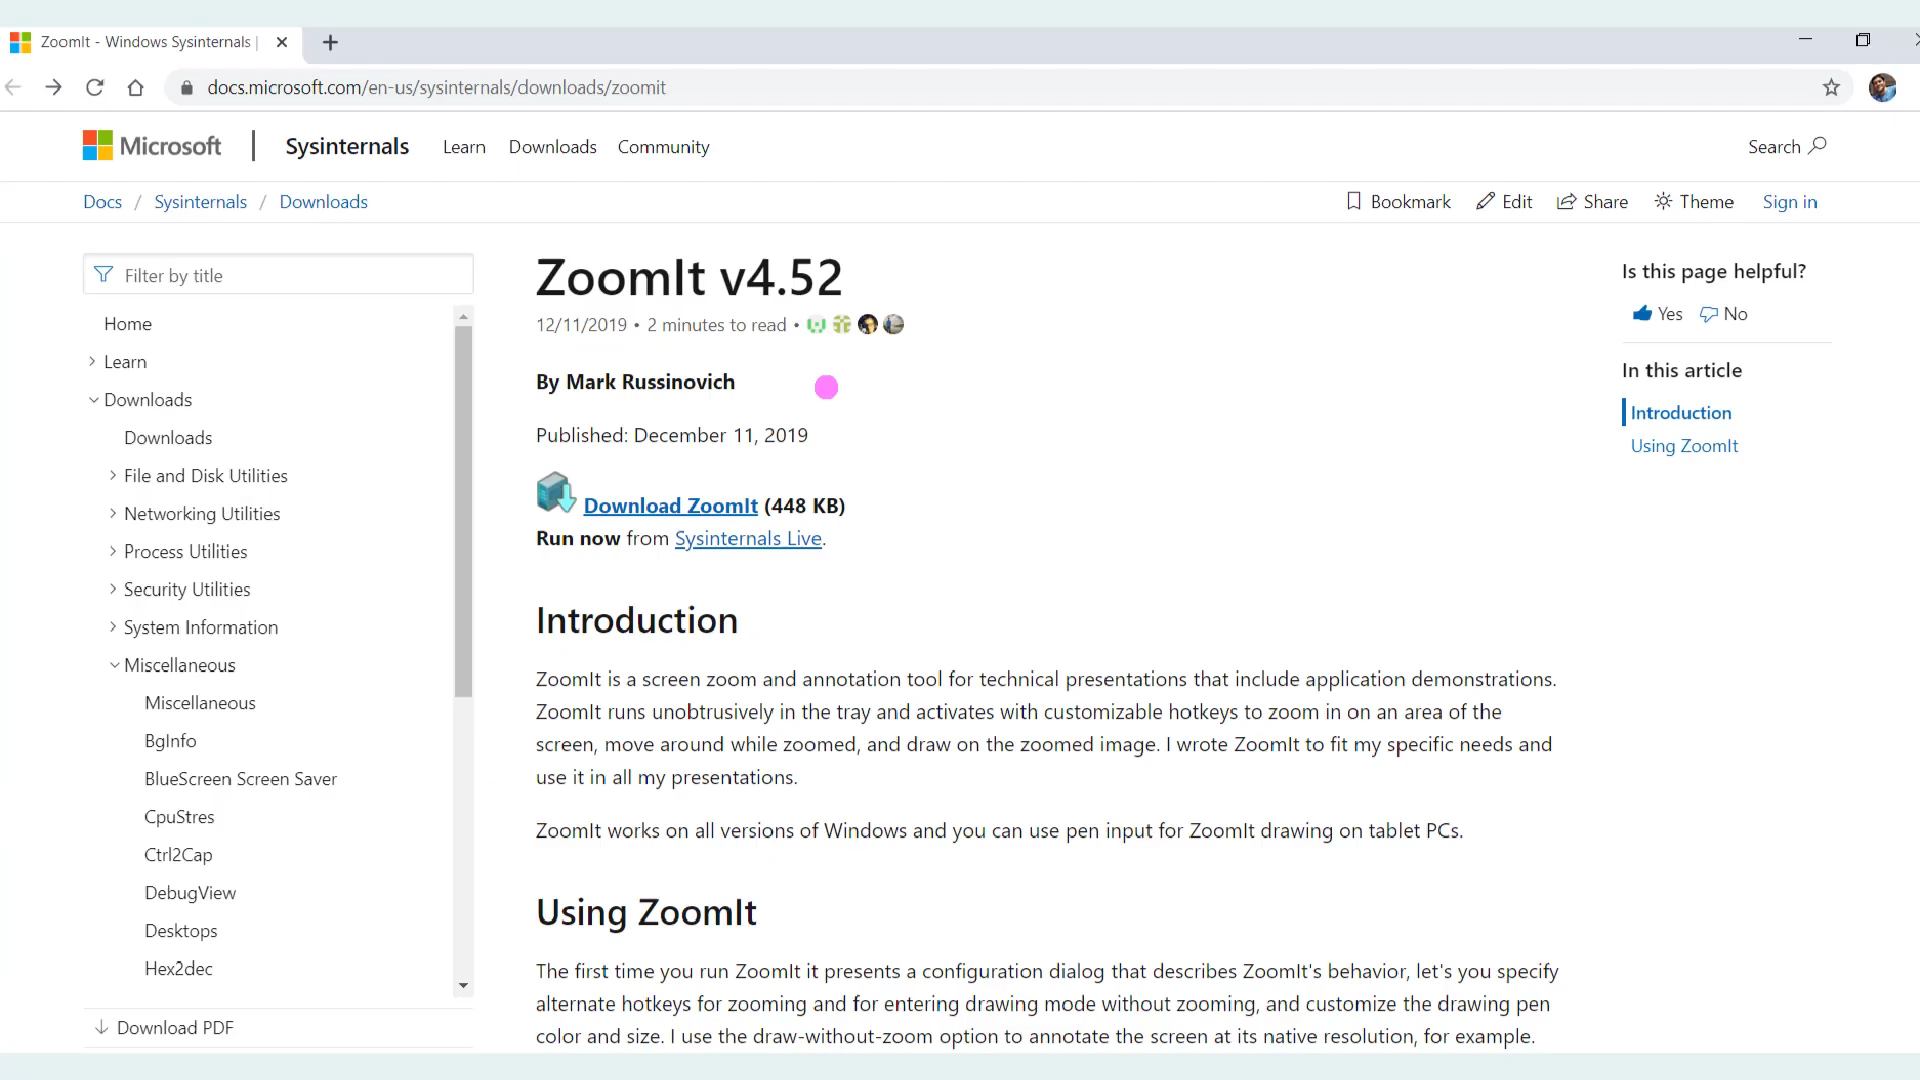 ZoomIt - Windows Sysinternals |
docs.microsoft.com/en-us/sysinternals/downloads/zoomit
Microsoft
Sysinternals
Learn
Downloads
Community
Search
Docs / Sysinternals / Downloads
Bookmark
Edit
Share
Theme
Sign in
Filter by title
Home
Learn
Downloads
Downloads
File and Disk Utilities
Networking Utilities
Process Utilities
Security Utilities
System Information
Miscellaneous
Miscellaneous
BgInfo
BlueScreen Screen Saver
CpuStres
Ctrl2Cap
DebugView
Desktops
Hex2dec
Download PDF
ZoomIt v4.52
12/11/2019 • 2 minutes to read •
By Mark Russinovich
Published: December 11, 2019
Download ZoomIt (448 KB)
Run now from Sysinternals Live.
Introduction
ZoomIt is a screen zoom and annotation tool for technical presentations that include application demonstrations.
ZoomIt runs unobtrusively in the tray and activates with customizable hotkeys to zoom in on an area of the
screen, move around while zoomed, and draw on the zoomed image. I wrote ZoomIt to fit my specific needs and
use it in all my presentations.
ZoomIt works on all versions of Windows and you can use pen input for ZoomIt drawing on tablet PCs.
Using ZoomIt
The first time you run ZoomIt it presents a configuration dialog that describes ZoomIt's behavior, let's you specify
alternate hotkeys for zooming and for entering drawing mode without zooming, and customize the drawing pen
color and size. I use the draw-without-zoom option to annotate the screen at its native resolution, for example.
Is this page helpful?
Yes
No
In this article
Introduction
Using ZoomIt